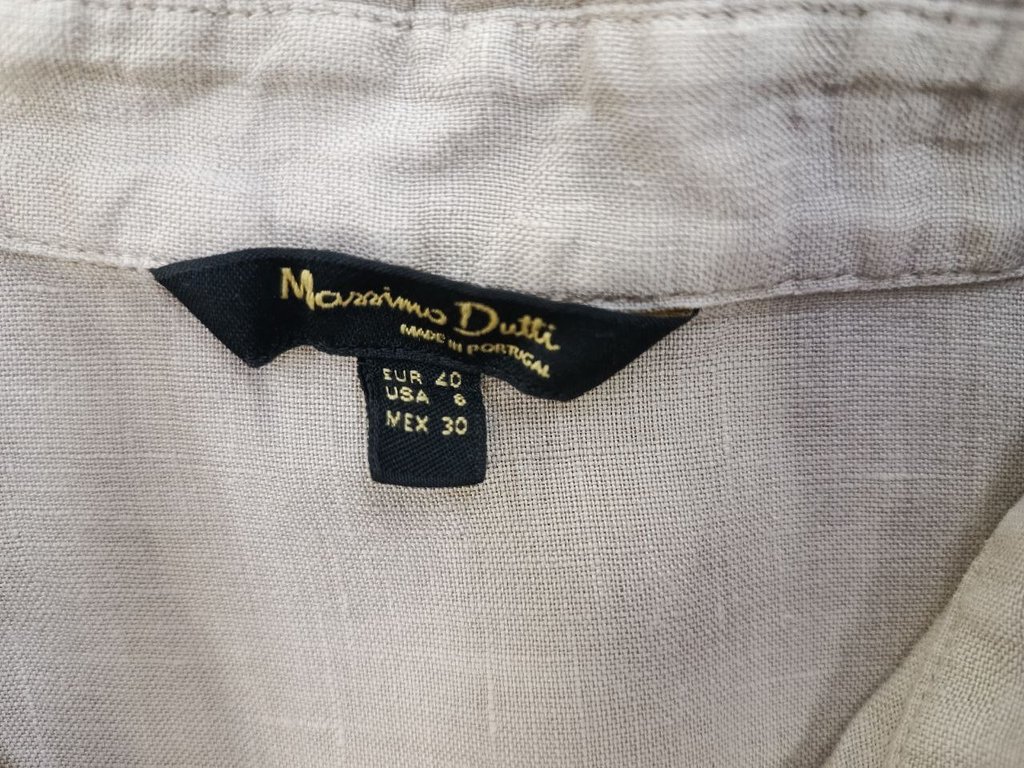 Massimo Dutti
MADE IN PORTUGAL
EUR 40
USA 8
MEX 30